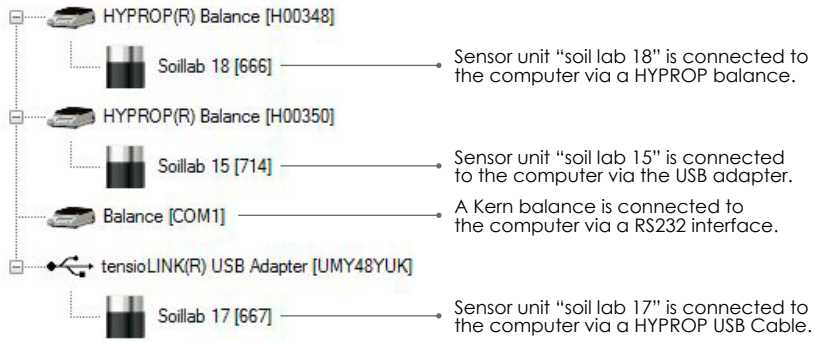 HYPROP(R) Balance [H00348]
Soillab 18 [666]
Sensor unit “soil lab 18” is connected to
the computer via a HYPROP balance.
HYPROP(R) Balance [H00350]
Soillab 15 [714]
Sensor unit “soil lab 15” is connected
to the computer via the USB adapter.
Balance [COM1]
A Kern balance is connected to
the computer via a RS232 interface.
tensioLINK(R) USB Adapter [UMY48YUK]
Soillab 17 [667]
Sensor unit “soil lab 17” is connected to
the computer via a HYPROP USB Cable.